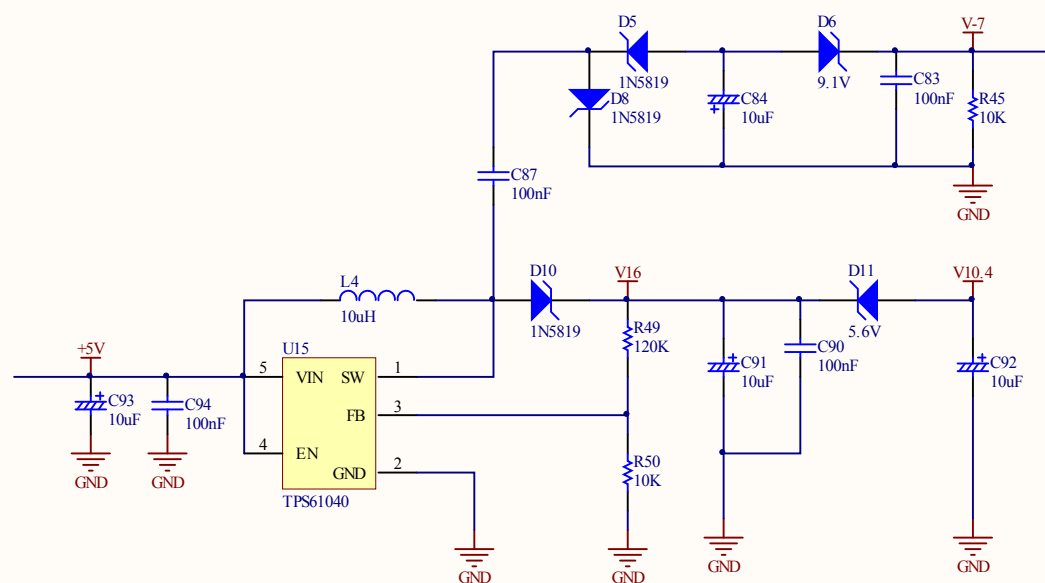 D5
D6
V-7
1N5819
9.1V
C83
100nF
D8
1N5819
C84
10uF
R45
10K
C87
100nF
GND
L4
10uH
D10
1N5819
V16
D11
5.6V
V10.4
R49
120K
C90
100nF
C91
10uF
C92
10uF
+5V
U15
5
VIN
SW
1
C93
10uF
C94
100nF
FB
3
4
EN
GND
2
R50
10K
GND
GND
TPS61040
GND
GND
GND
GND